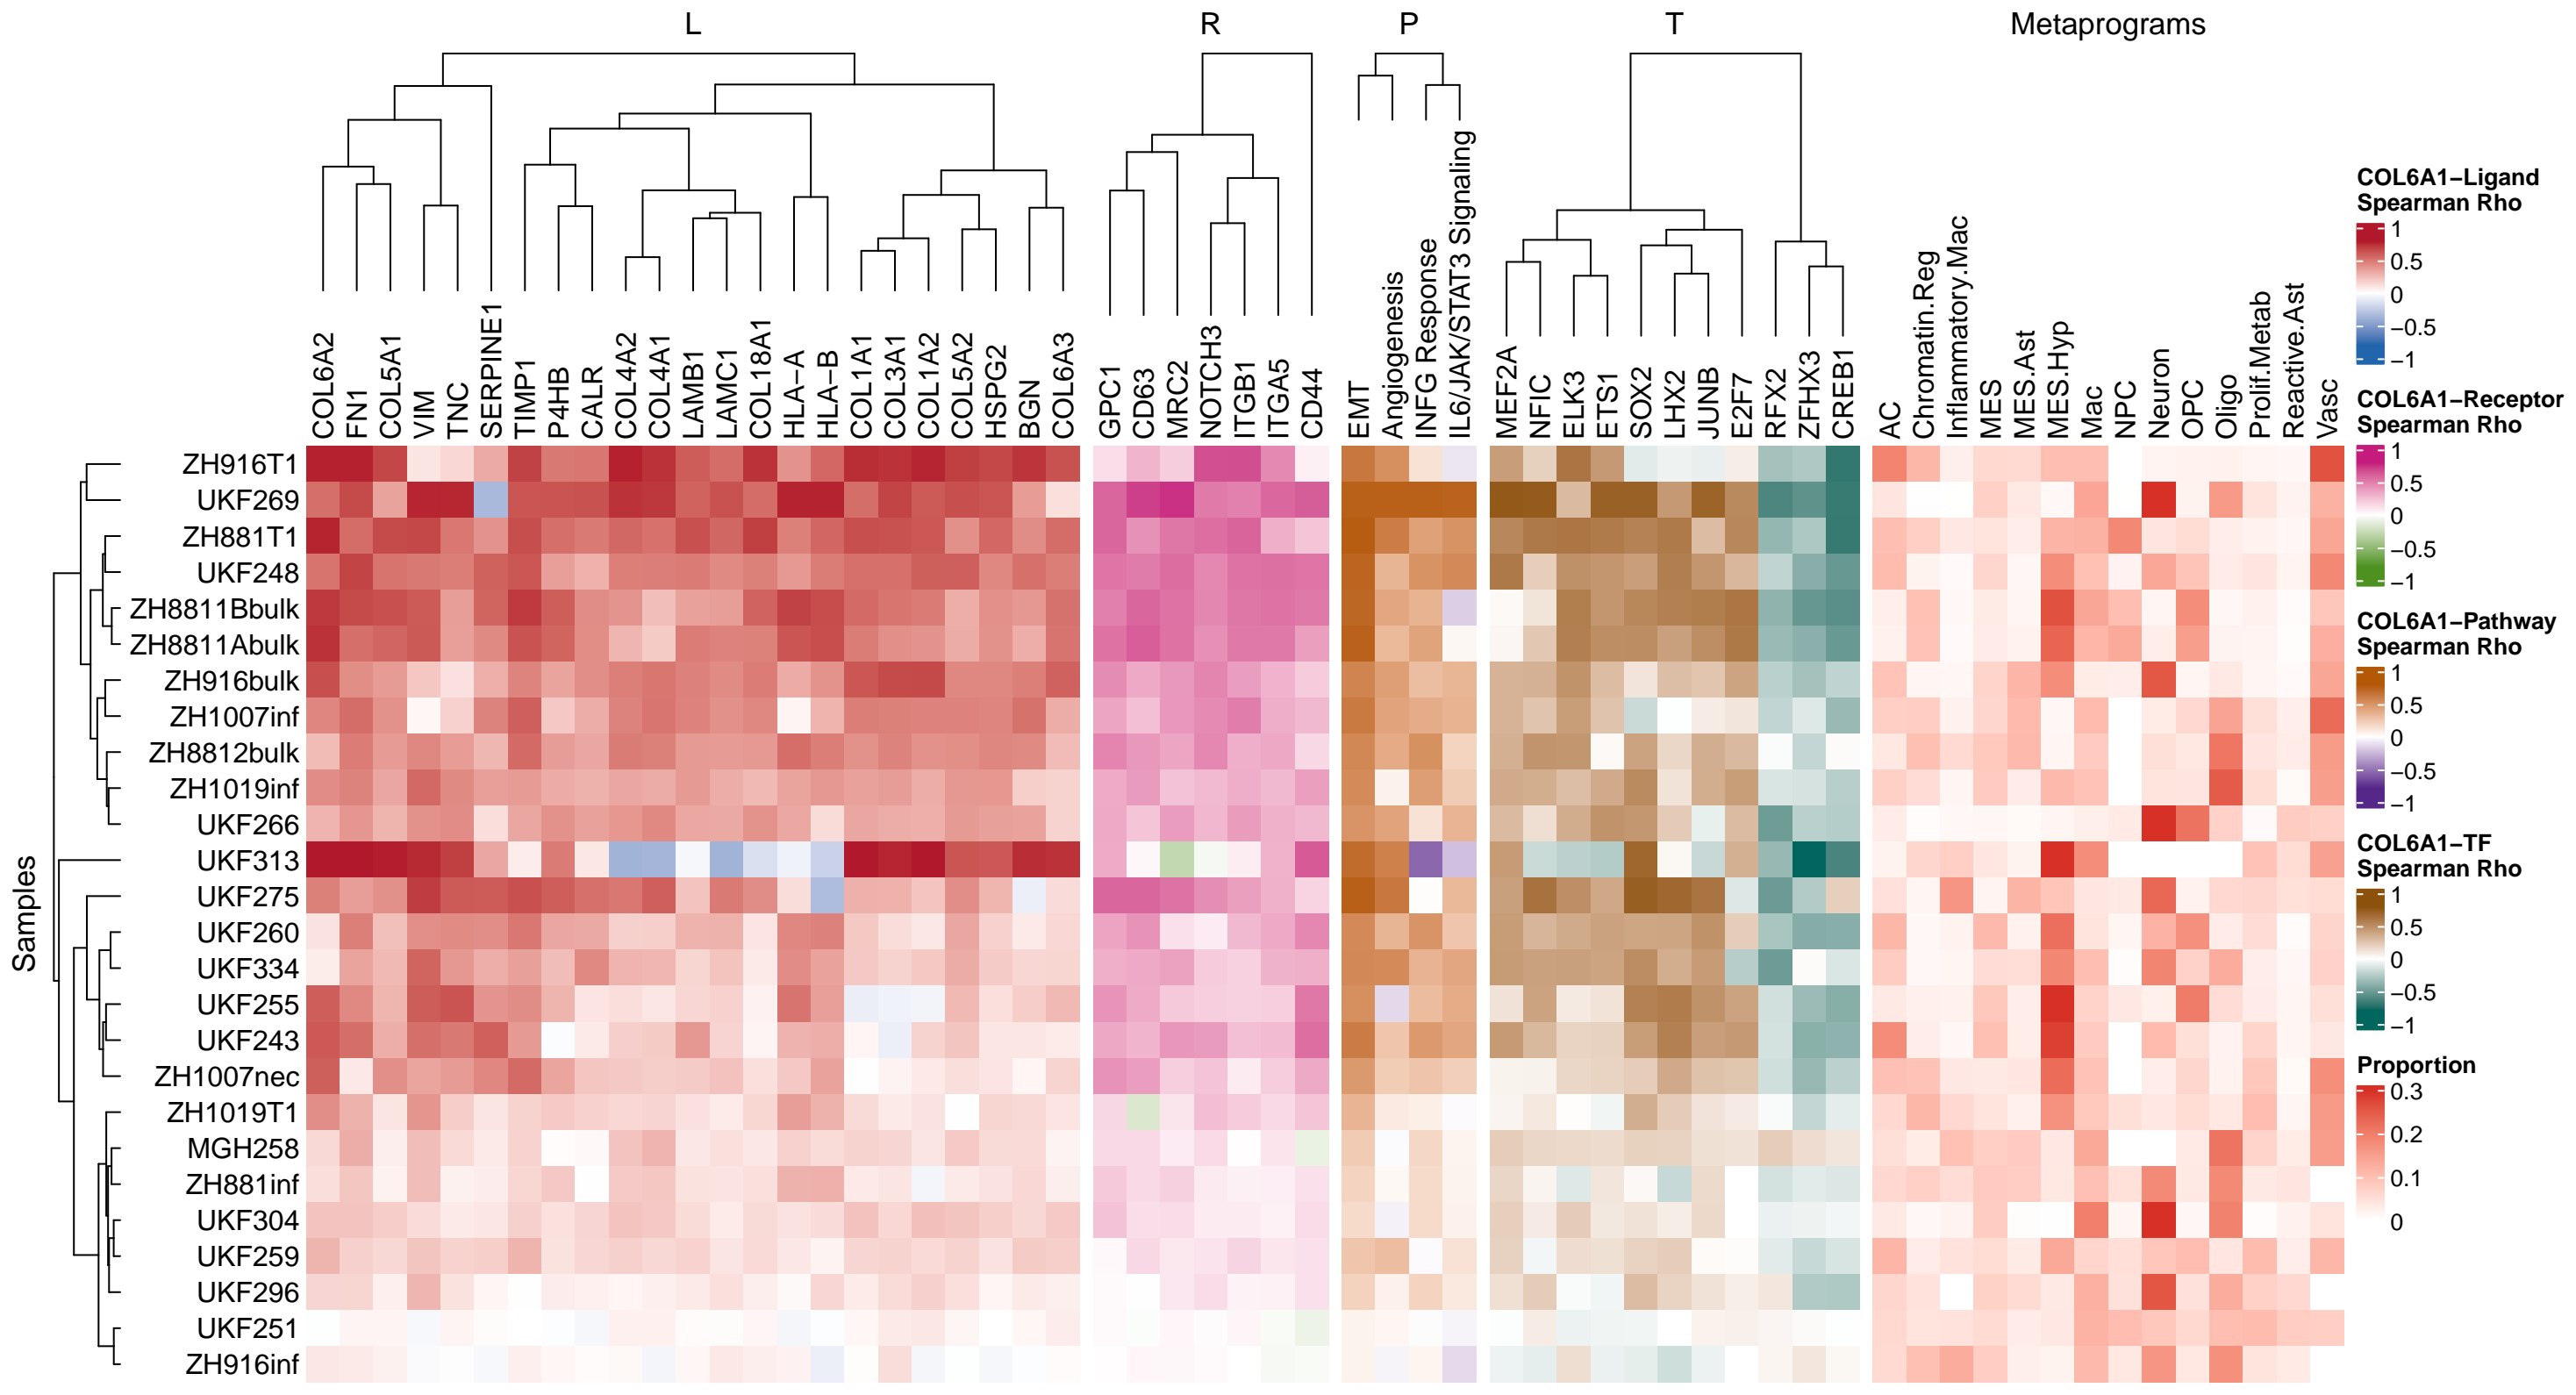 L
R
P
T
Metaprograms
COL6A2
FN1
COL5A1
VIM
TNC
SERPINE1
TIMP1
P4HB
CALR
COL4A2
COL4A1
LAMB1
LAMC1
COL18A1
HLA−A
HLA−B
COL1A1
COL3A1
COL1A2
COL5A2
HSPG2
BGN
COL6A3
GPC1
CD63
MRC2
NOTCH3
ITGB1
ITGA5
CD44
EMT
Angiogenesis
INFG Response
IL6/JAK/STAT3 Signaling
MEF2A
NFIC
ELK3
ETS1
SOX2
LHX2
JUNB
E2F7
RFX2
ZFHX3
CREB1
AC
Chromatin.Reg
Inflammatory.Mac
MES
MES.Ast
MES.Hyp
Mac
NPC
Neuron
OPC
Oligo
Prolif.Metab
Reactive.Ast
Vasc
Samples
ZH916T1
UKF269
ZH881T1
UKF248
ZH8811Bbulk
ZH8811Abulk
ZH916bulk
ZH1007inf
ZH8812bulk
ZH1019inf
UKF266
UKF313
UKF275
UKF260
UKF334
UKF255
UKF243
ZH1007nec
ZH1019T1
MGH258
ZH881inf
UKF304
UKF259
UKF296
UKF251
ZH916inf
COL6A1−Ligand
Spearman Rho
1
0.5
0
−0.5
−1
COL6A1−Receptor
Spearman Rho
1
0.5
0
−0.5
−1
COL6A1−Pathway
Spearman Rho
1
0.5
0
−0.5
−1
COL6A1−TF
Spearman Rho
1
0.5
0
−0.5
−1
Proportion
0.3
0.2
0.1
0